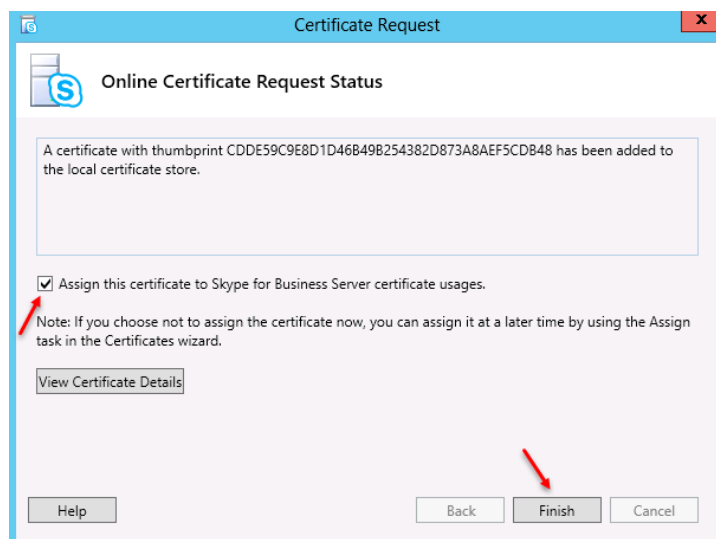 Certificate Request
x
Online Certificate Request Status
A certificate with thumbprint CDDE59C9E8D1D46B49B254382D873A8AEF5CDB48 has been added to
the local certificate store.
Assign this certificate to Skype for Business Server certificate usages.
Note: If you choose not to assign the certificate now, you can assign it at a later time by using the Assign
task in the Certificates wizard.
View Certificate Details
Help Back Finish Cancel